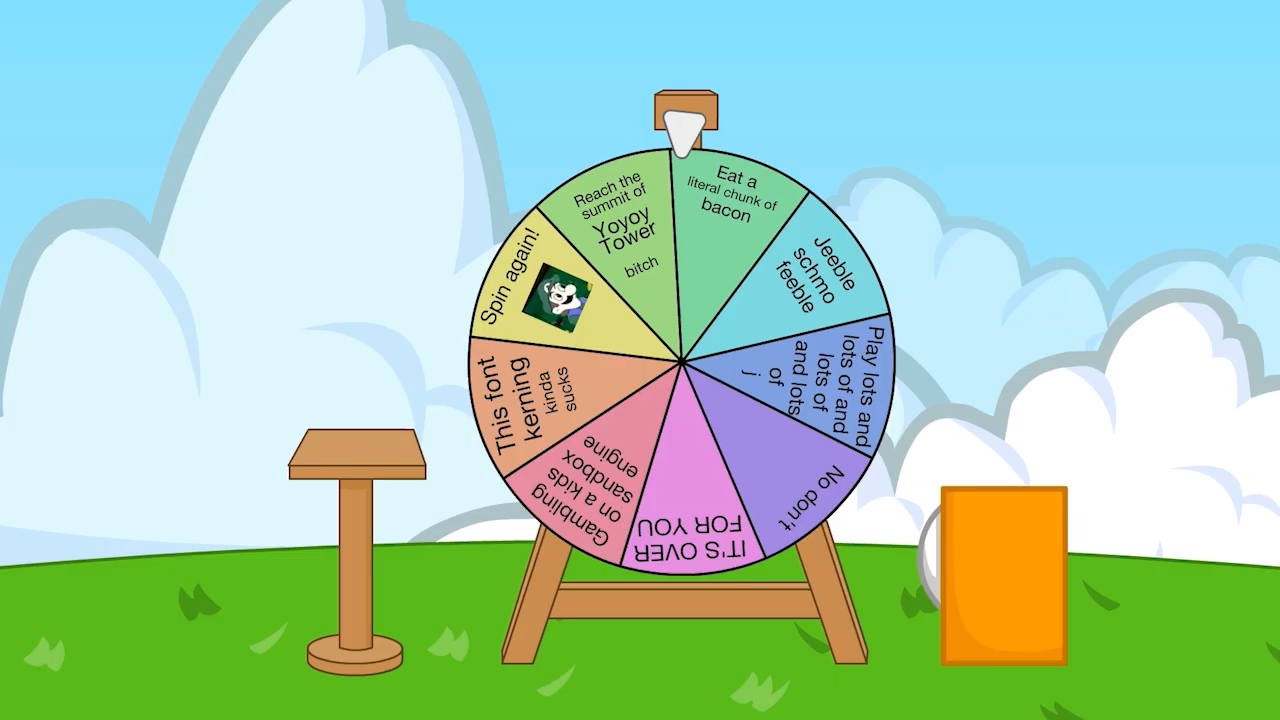 Eat a
literal chunk of
bacon
Jeeble
schmo
feeble
Play lots and
lots of and
lots of
and lots
of
j
No don't
IT'S OVER
FOR YOU
Gambling
on a kids
sandbox
engine
This font
kerning
kinda
sucks
Spin again!
Reach the
summit of
Yoyoy
Tower
bitch